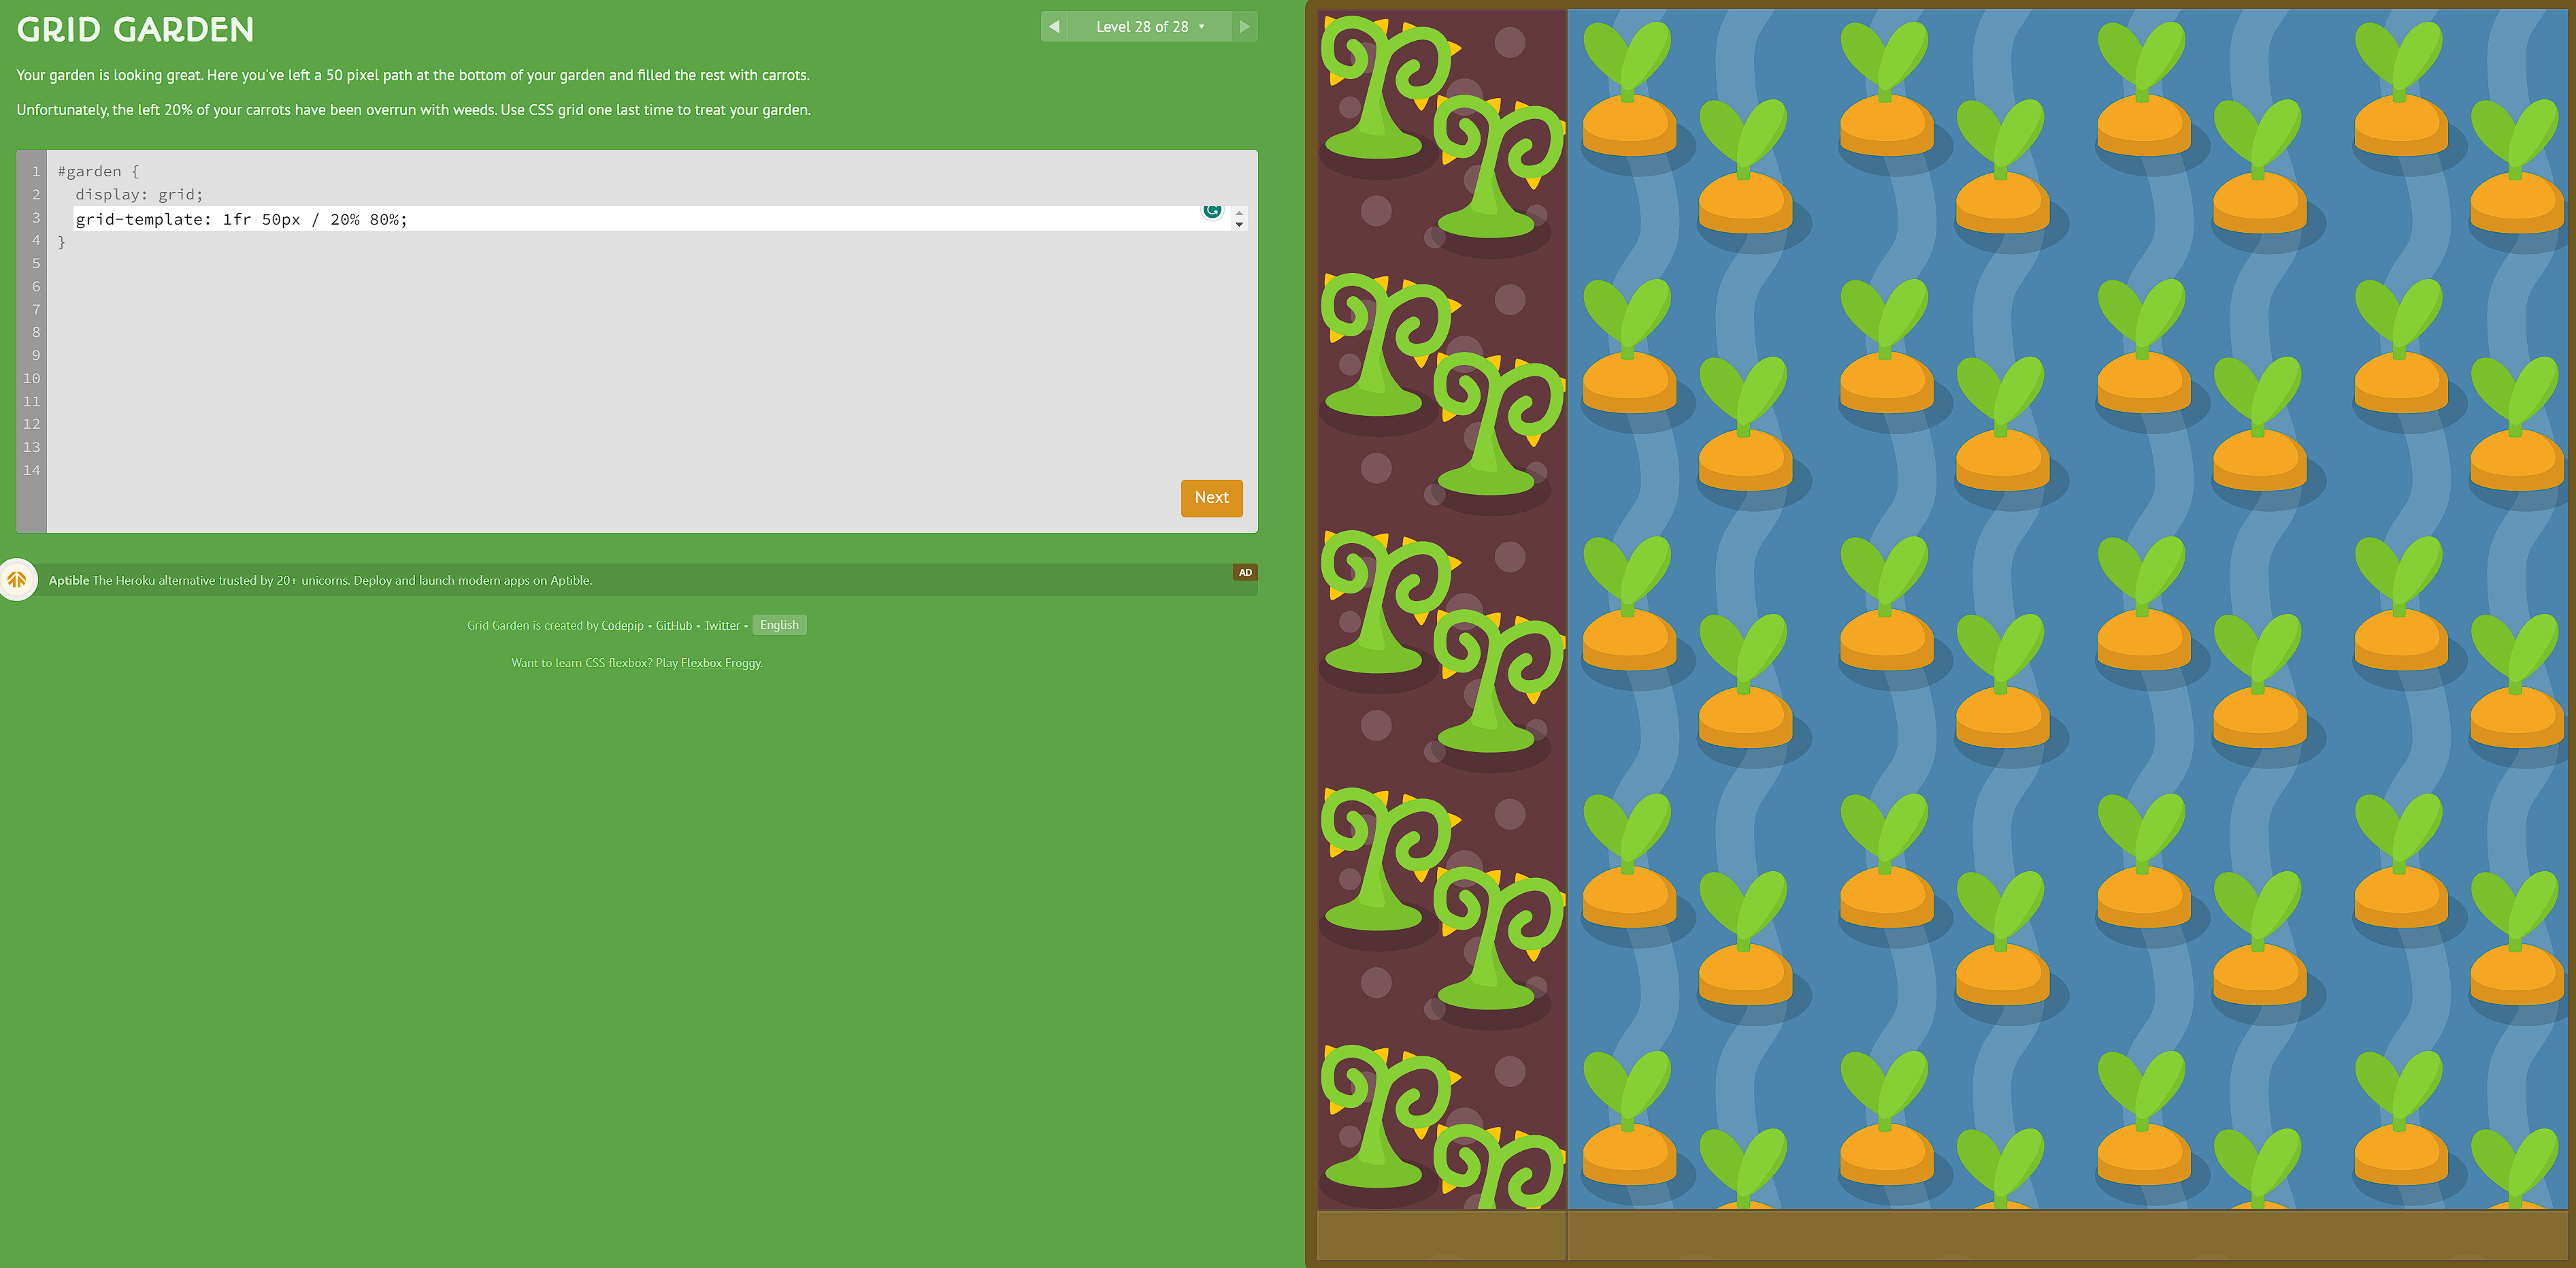 GRID GARDEN
◀ Level 28 of 28 ▼ ▶
Your garden is looking great. Here you've left a 50 pixel path at the bottom of your garden and filled the rest with carrots.
Unfortunately, the left 20% of your carrots have been overrun with weeds. Use CSS grid one last time to treat your garden.
1 #garden {
2 display: grid;
3 grid-template: 1fr 50px / 20% 80%;
4 }
5
6
7
8
9
10
11
12
13
14
Next
Aptible The Heroku alternative trusted by 20+ unicorns. Deploy and launch modern apps on Aptible.
AD
Grid Garden is created by Codepip • GitHub • Twitter • English
Want to learn CSS flexbox? Play Flexbox Froggy.